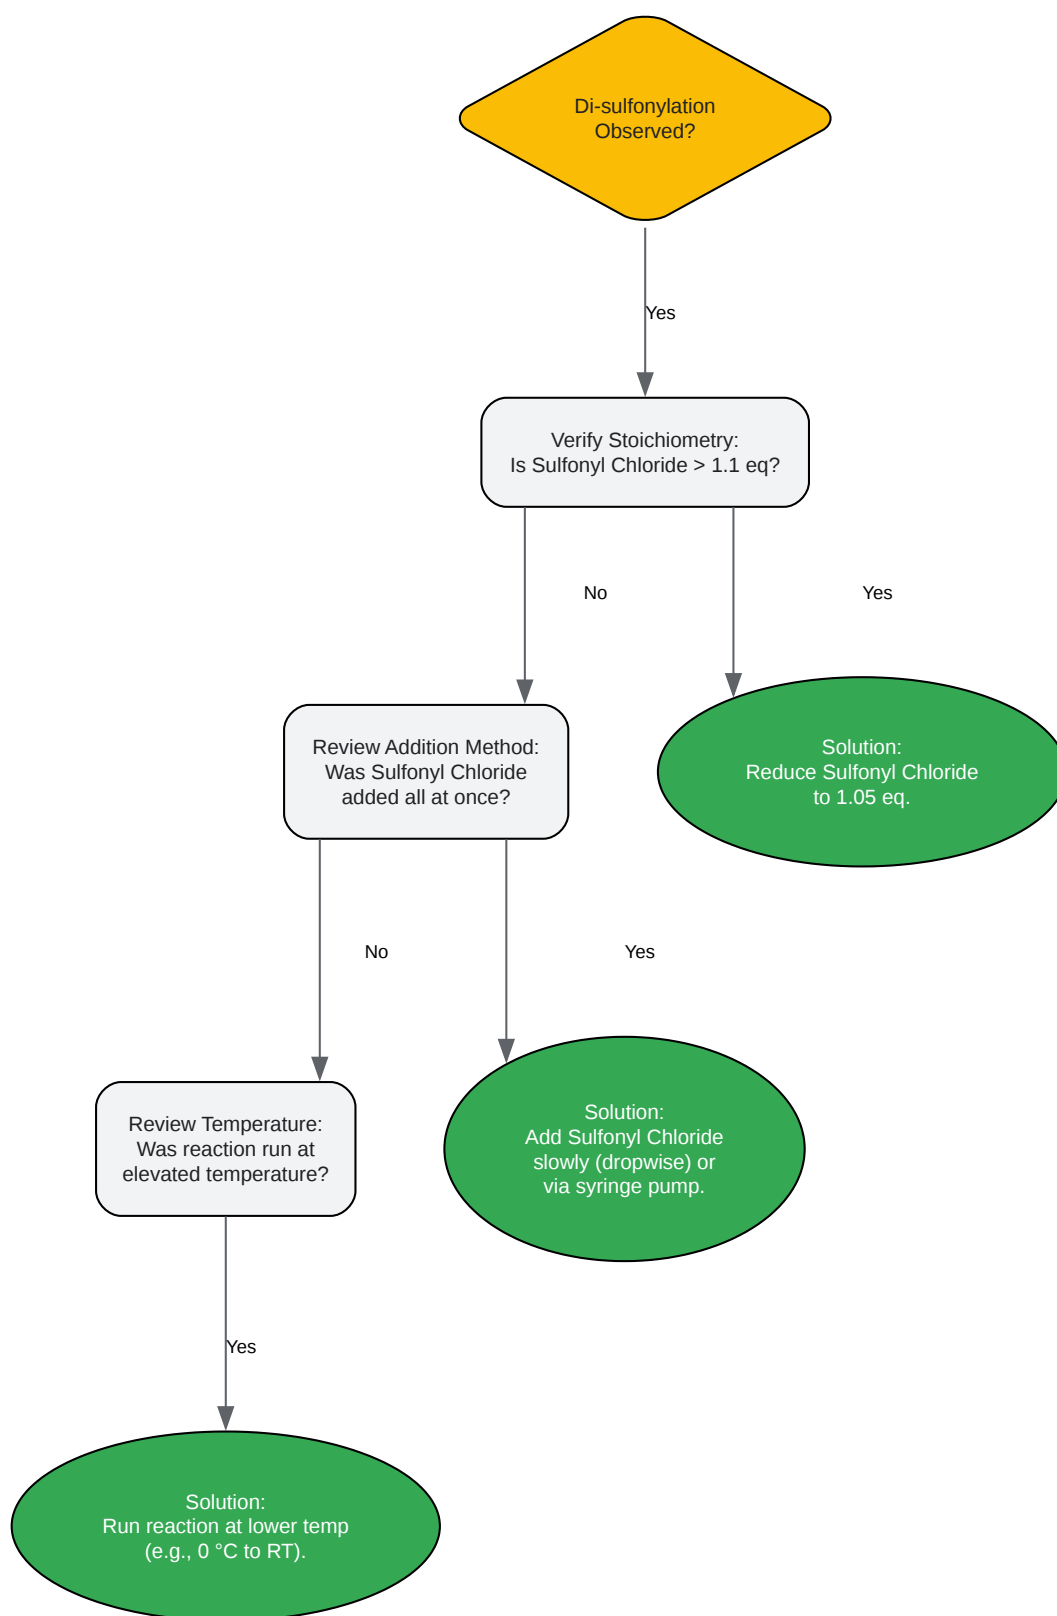 Di-sulfonylation
Observed?
Yes
Verify Stoichiometry:
Is Sulfonyl Chloride > 1.1 eq?
No
Yes
Review Addition Method:
Was Sulfonyl Chloride
added all at once?
Solution:
Reduce Sulfonyl Chloride
to 1.05 eq.
No
Yes
Review Temperature:
Was reaction run at
elevated temperature?
Solution:
Add Sulfonyl Chloride
slowly (dropwise) or
via syringe pump.
Yes
Solution:
Run reaction at lower temp
(e.g., 0 °C to RT).